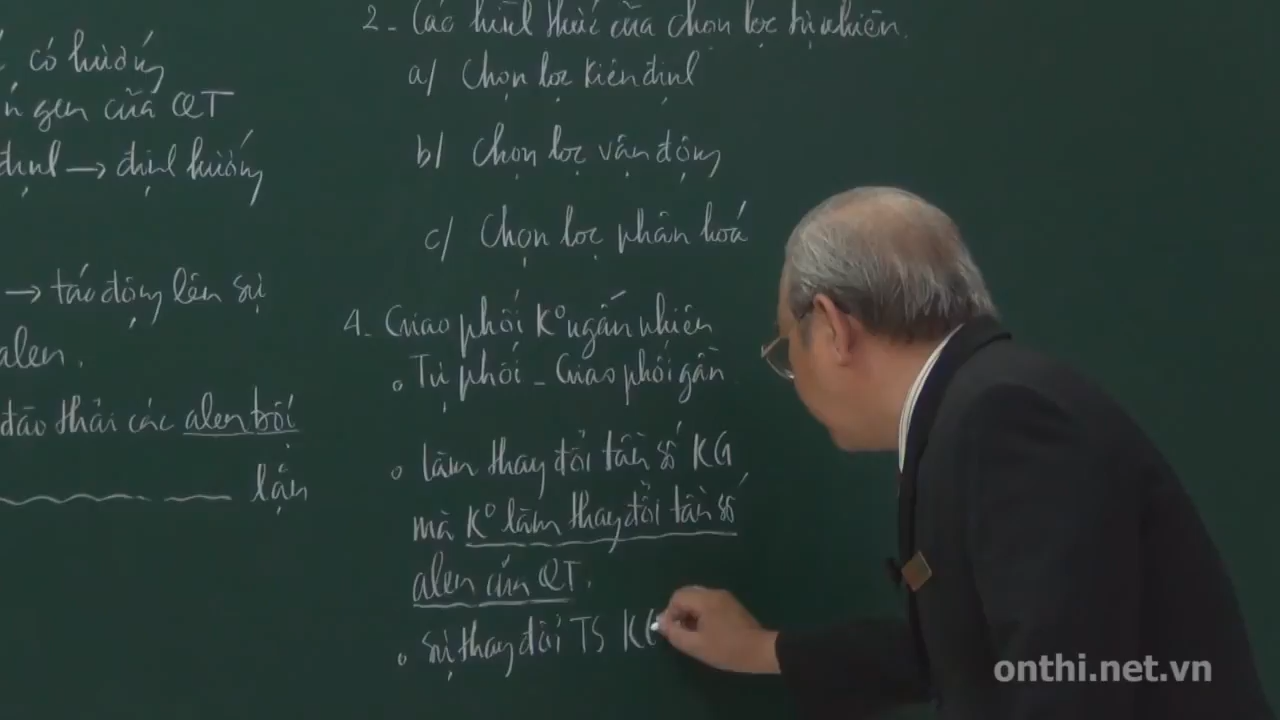 có hướng
gen của QT
định → định hướng
→ tác động lên sự
alen.
đào thải các alen trội
lặn
2- Các hình thức của chọn lọc tự nhiên.
a/ Chọn lọc kiên định
b/ Chọn lọc vận động
c/ Chọn lọc phân hoá
4- Giao phối K° ngẫu nhiên
• Tự phối - Giao phối gần
• làm thay đổi tần số KG
mà K° làm thay đổi tần số
alen của QT.
• sự thay đổi TS KG
onthi.net.vn